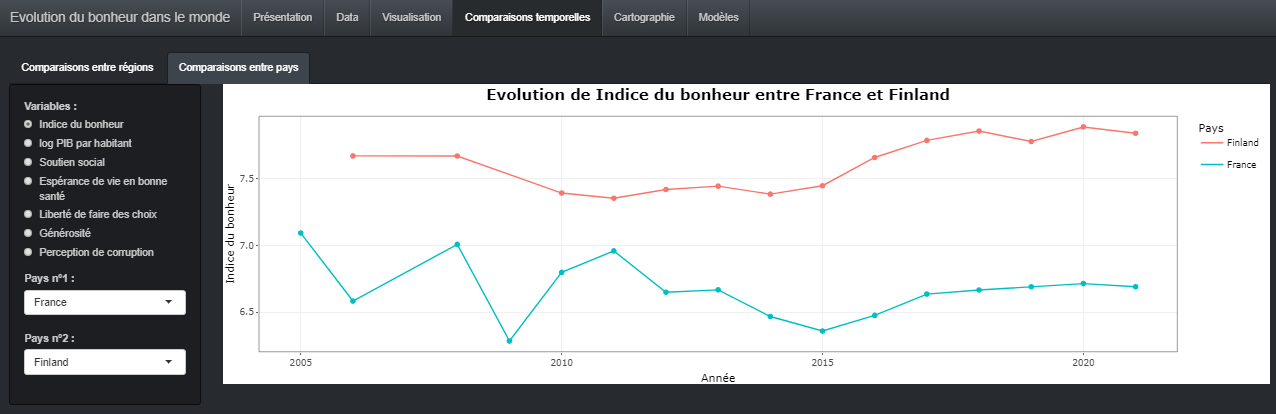 Evolution du bonheur dans le monde Présentation Data Visualisation Comparaisons temporelles Cartographie Modèles
Comparaisons entre régions Comparaisons entre pays
Variables :
Indice du bonheur
log PIB par habitant
Soutien social
Espérance de vie en bonne
santé
Liberté de faire des choix
Générosité
Perception de corruption
Pays n°1 :
France
Pays n°2 :
Finland
Evolution de Indice du bonheur entre France et Finland
Indice du bonheur
7.5
7.0
6.5
2005 2010 2015 2020
Année
Pays
Finland
France